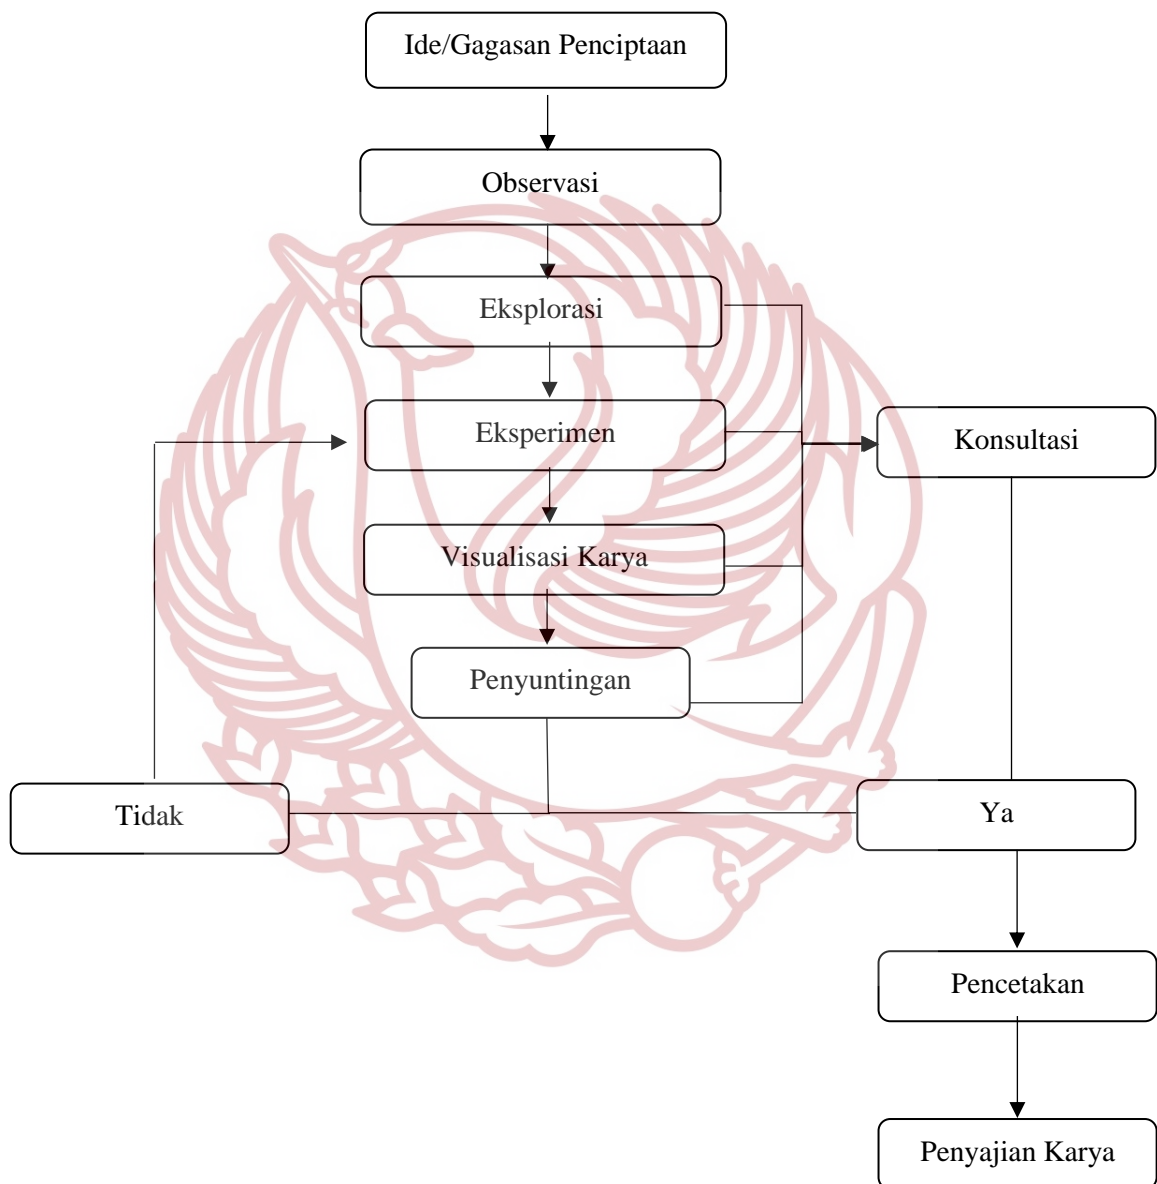 Ide/Gagasan Penciptaan
Observasi
Eksplorasi
Eksperimen
Konsultasi
Visualisasi Karya
Penyuntingan
Tidak
Ya
Pencetakan
Penyajian Karya